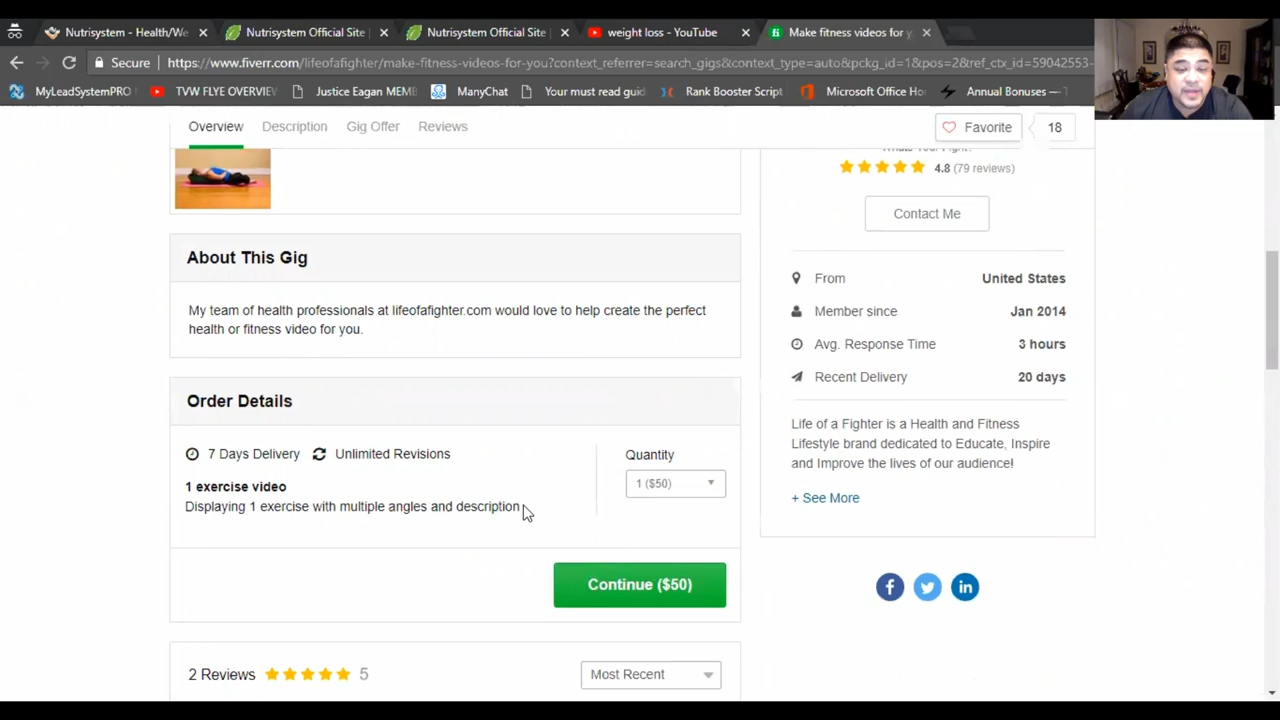 Nutrisystem - Health/We
Nutrisystem Official Site
Nutrisystem Official Site
weight loss - YouTube
Make fitness videos for y
Secure
https://www.fiverr.com/lifeofafighter/make-fitness-videos-for-you?context_referrer=search_gigs&context_type=auto&pckg_id=1&pos=2&ref_ctx_id=59042553-
MyLeadSystemPRO
TVW FLYE OVERVIEW
Justice Eagan MEMB
ManyChat
Your must read guid
Rank Booster Script
Microsoft Office Ho
Annual Bonuses —
Overview
Description
Gig Offer
Reviews
Favorite
18
4.8 (79 reviews)
Contact Me
About This Gig
My team of health professionals at lifeofafighter.com would love to help create the perfect
health or fitness video for you.
From
United States
Member since
Jan 2014
Avg. Response Time
3 hours
Recent Delivery
20 days
Order Details
7 Days Delivery
Unlimited Revisions
Quantity
1 ($50)
1 exercise video
Displaying 1 exercise with multiple angles and description
Life of a Fighter is a Health and Fitness
Lifestyle brand dedicated to Educate, Inspire
and Improve the lives of our audience!
+ See More
Continue ($50)
2 Reviews
5
Most Recent